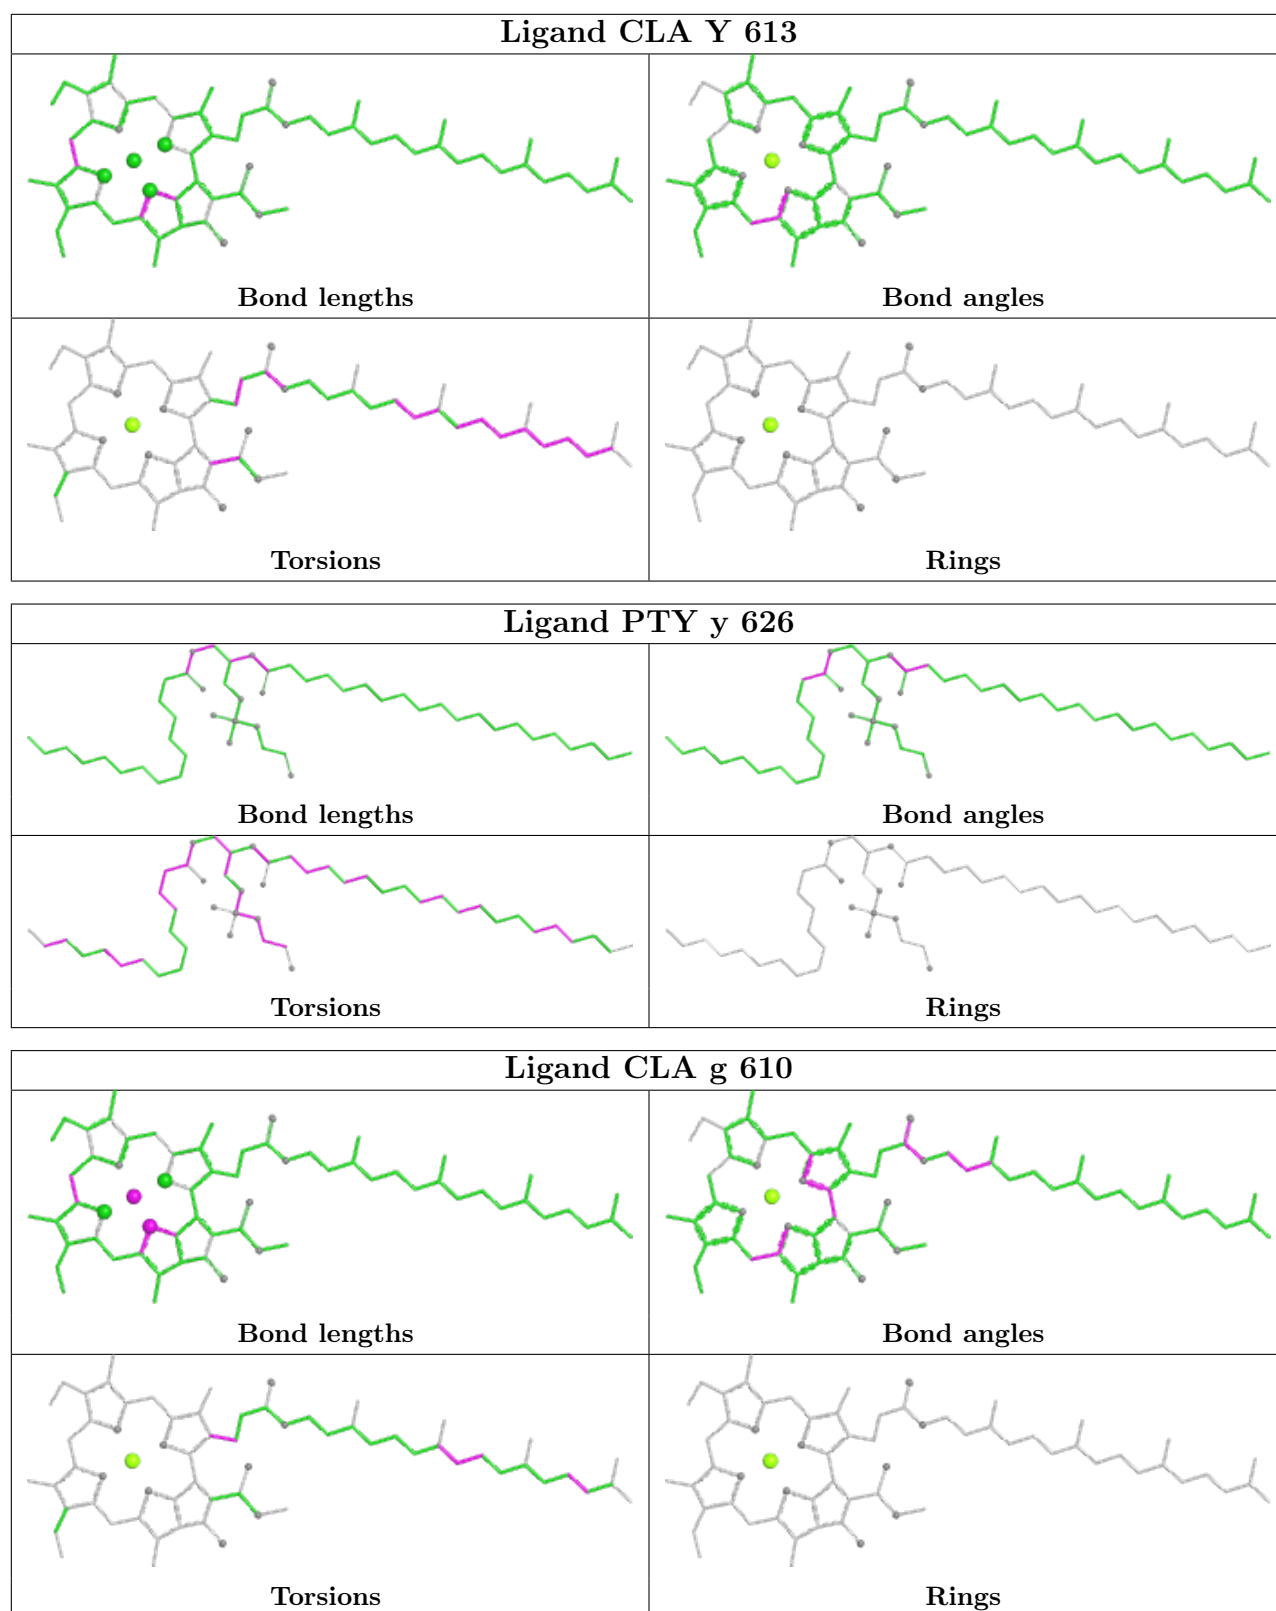 Ligand CLA Y 613
Bond lengths
Bond angles
Torsions
Rings
Ligand PTY y 626
Bond lengths
Bond angles
Torsions
Rings
Ligand CLA g 610
Bond lengths
Bond angles
Torsions
Rings